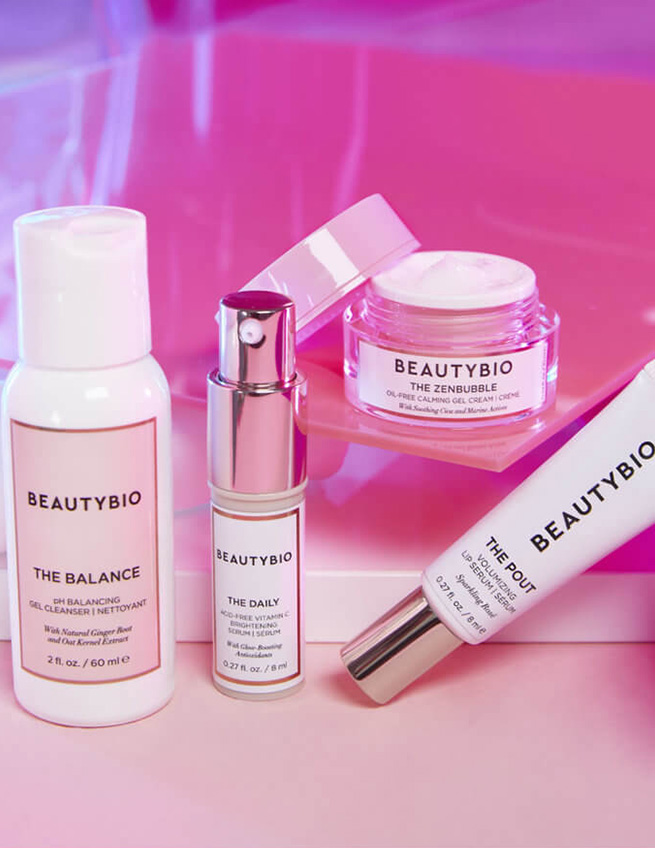 BEAUTYBIO
THE BALANCE
pH BALANCING
GEL CLEANSER | NETTOYANT
With Natural Ginger Root
and Oat Kernel Extract
2 fl. oz. / 60 ml e
BEAUTYBIO
THE DAILY
ACID-FREE VITAMIN C
BRIGHTENING
SERUM | SÉRUM
With Glow-Boosting
Antioxidants
0.27 fl. oz. / 8 ml
BEAUTYBIO
THE ZENBUBBLE
OIL-FREE CALMING GEL CREAM | CRÈME
With Soothing Cica and Marine Actives
BEAUTYBIO
THE POUT
VOLUMIZING
LIP SERUM | SÉRUM
Sparkling Rosé
0.27 fl. oz. / 8 ml e